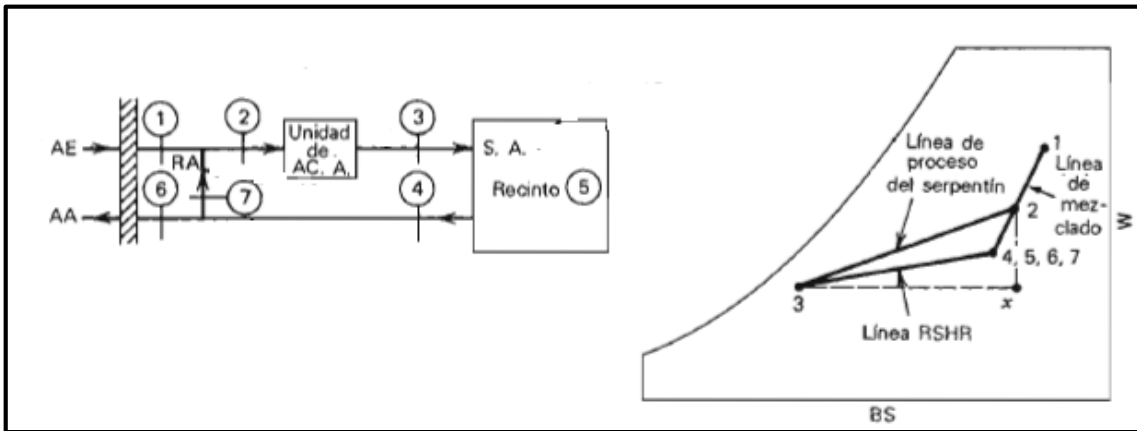 AE
1
2
Unidad
de
AC. A.
3
S. A.
RA
Recinto 5
6
7
4
AA
Línea de
proceso
del serpentín
1
Línea
de
mez-
clado
2
4, 5, 6, 7
3
x
Línea RSHR
W
BS